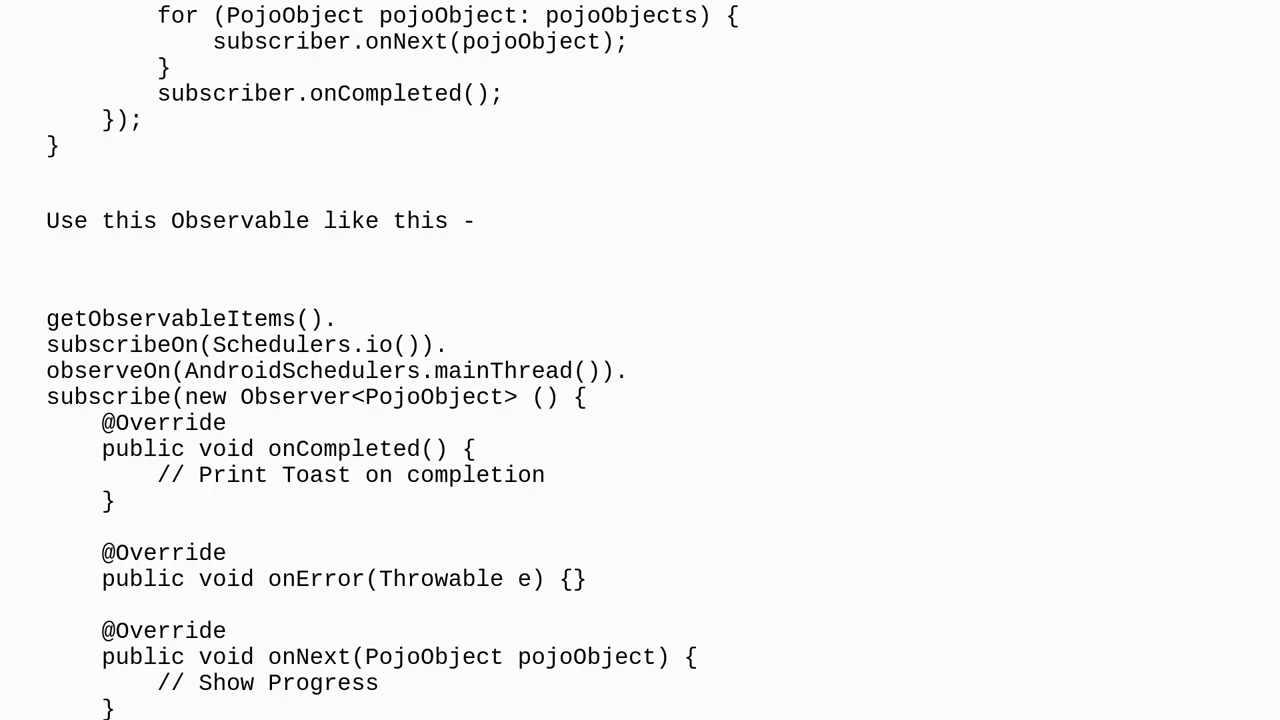 for (PojoObject pojoObject: pojoObjects) {
subscriber.onNext(pojoObject);
}
subscriber.onCompleted();
});
}
Use this Observable like this -
getObservableItems().
subscribeOn(Schedulers.io()).
observeOn(AndroidSchedulers.mainThread()).
subscribe(new Observer<PojoObject> () {
@Override
public void onCompleted() {
// Print Toast on completion
}
@Override
public void onError(Throwable e) {}
@Override
public void onNext(PojoObject pojoObject) {
// Show Progress
}